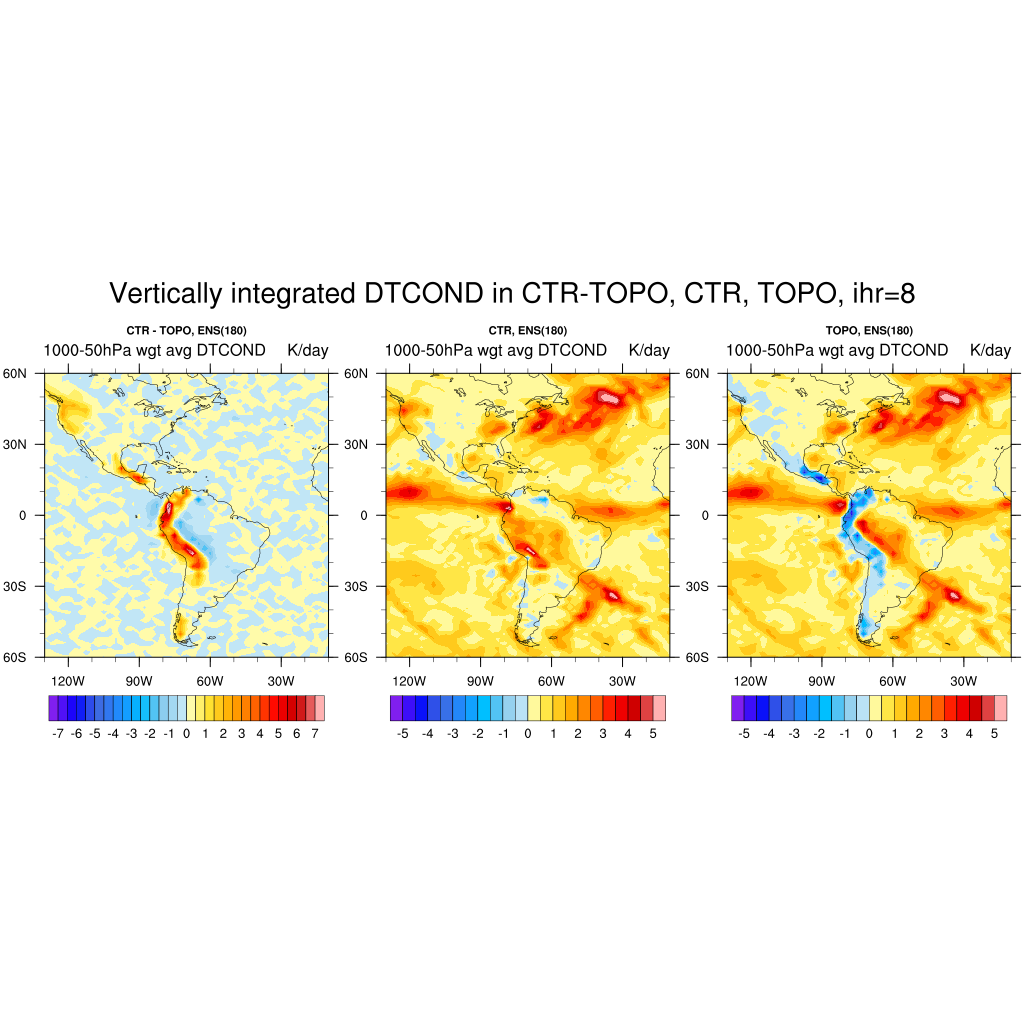 Vertically integrated DTCOND in CTR-TOPO, CTR, TOPO, ihr=8
CTR - TOPO, ENS(180)
1000-50hPa wgt avg DTCOND K/day
60N
30N
0
30S
60S
120W 90W 60W 30W
-7 -6 -5 -4 -3 -2 -1 0 1 2 3 4 5 6 7
CTR, ENS(180)
1000-50hPa wgt avg DTCOND K/day
60N
30N
0
30S
60S
120W 90W 60W 30W
-5 -4 -3 -2 -1 0 1 2 3 4 5
TOPO, ENS(180)
1000-50hPa wgt avg DTCOND K/day
60N
30N
0
30S
60S
120W 90W 60W 30W
-5 -4 -3 -2 -1 0 1 2 3 4 5